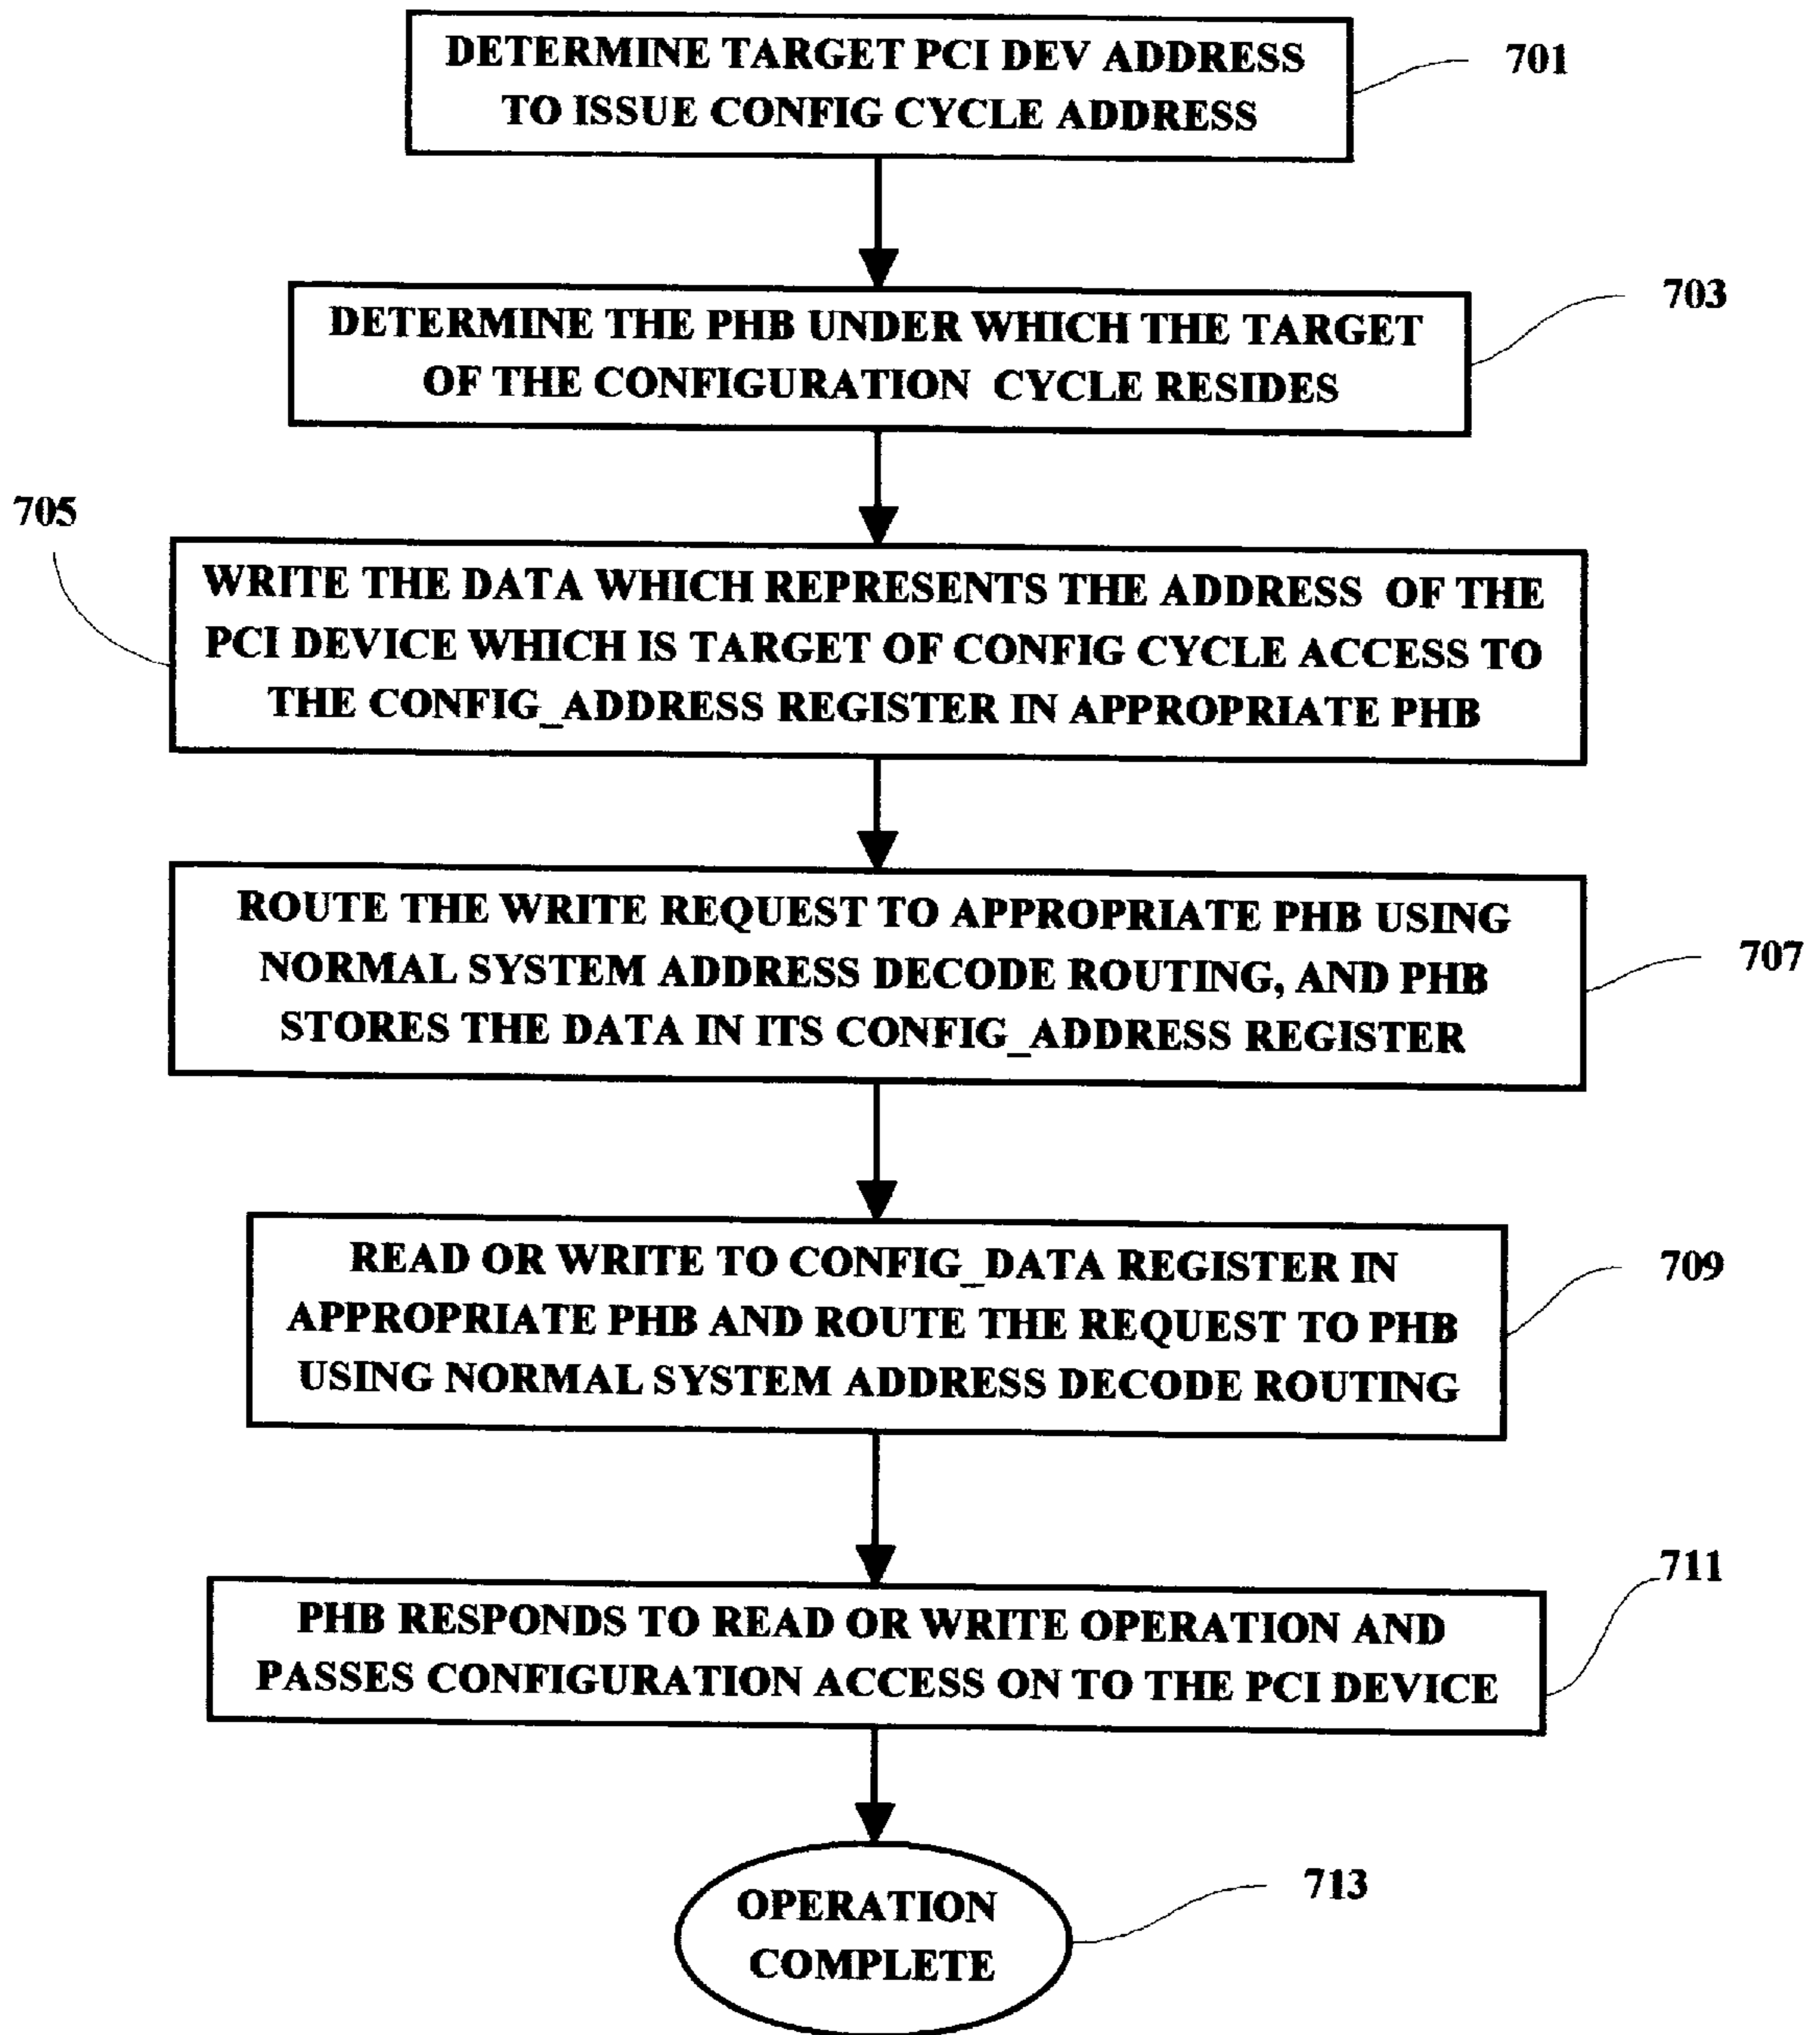 DETERMINE TARGET PCI DEV ADDRESS
TO ISSUE CONFIG CYCLE ADDRESS
701
DETERMINE THE PHB UNDER WHICH THE TARGET
OF THE CONFIGURATION CYCLE RESIDES
703
705
WRITE THE DATA WHICH REPRESENTS THE ADDRESS OF THE
PCI DEVICE WHICH IS TARGET OF CONFIG CYCLE ACCESS TO
THE CONFIG_ADDRESS REGISTER IN APPROPRIATE PHB
ROUTE THE WRITE REQUEST TO APPROPRIATE PHB USING
NORMAL SYSTEM ADDRESS DECODE ROUTING, AND PHB
STORES THE DATA IN ITS CONFIG_ADDRESS REGISTER
707
READ OR WRITE TO CONFIG_DATA REGISTER IN
APPROPRIATE PHB AND ROUTE THE REQUEST TO PHB
USING NORMAL SYSTEM ADDRESS DECODE ROUTING
709
PHB RESPONDS TO READ OR WRITE OPERATION AND
PASSES CONFIGURATION ACCESS ON TO THE PCI DEVICE
711
OPERATION
COMPLETE
713